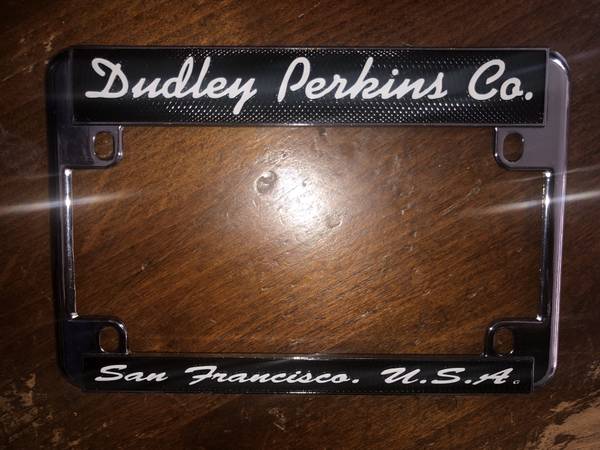 Dudley Perkins Co.
San Francisco. U.S.A.